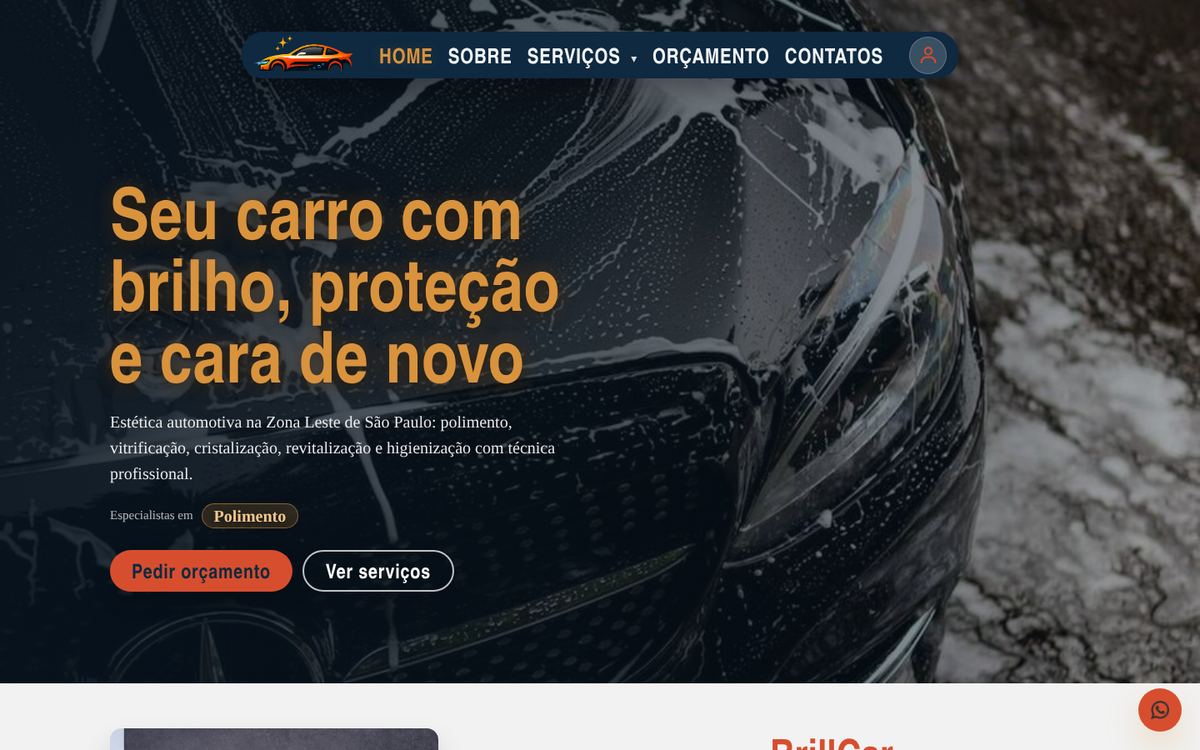 HOME SOBRE SERVIÇOS ▾ ORÇAMENTO CONTATOS
Seu carro com
brilho, proteção
e cara de novo
Estética automotiva na Zona Leste de São Paulo: polimento,
vitrificação, cristalização, revitalização e higienização com técnica
profissional.
Especialistas em Polimento
Pedir orçamento Ver serviços
BrillCar